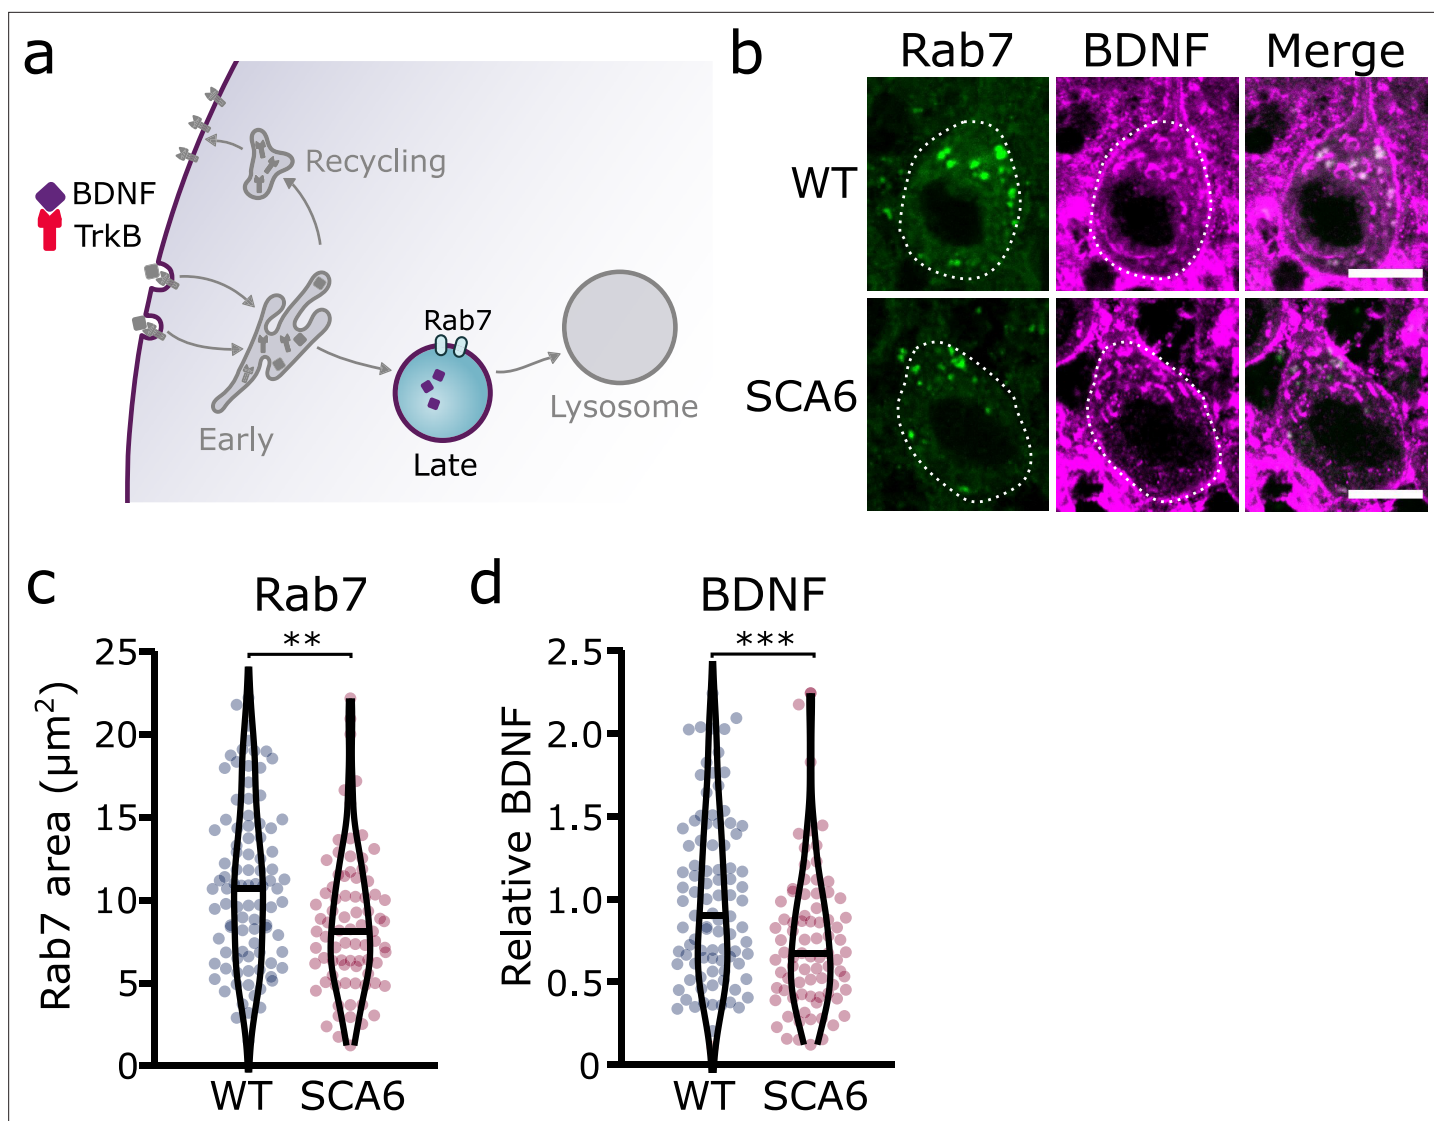 a
BDNF
TrkB
Recycling
Early
Rab7
Late
Lysosome
b
Rab7 BDNF Merge
WT
SCA6
c
Rab7
**
Rab7 area (µm²)
25
20
15
10
5
0
WT SCA6
d
BDNF
***
Relative BDNF
2.5
2.0
1.5
1.0
0.5
0
WT SCA6